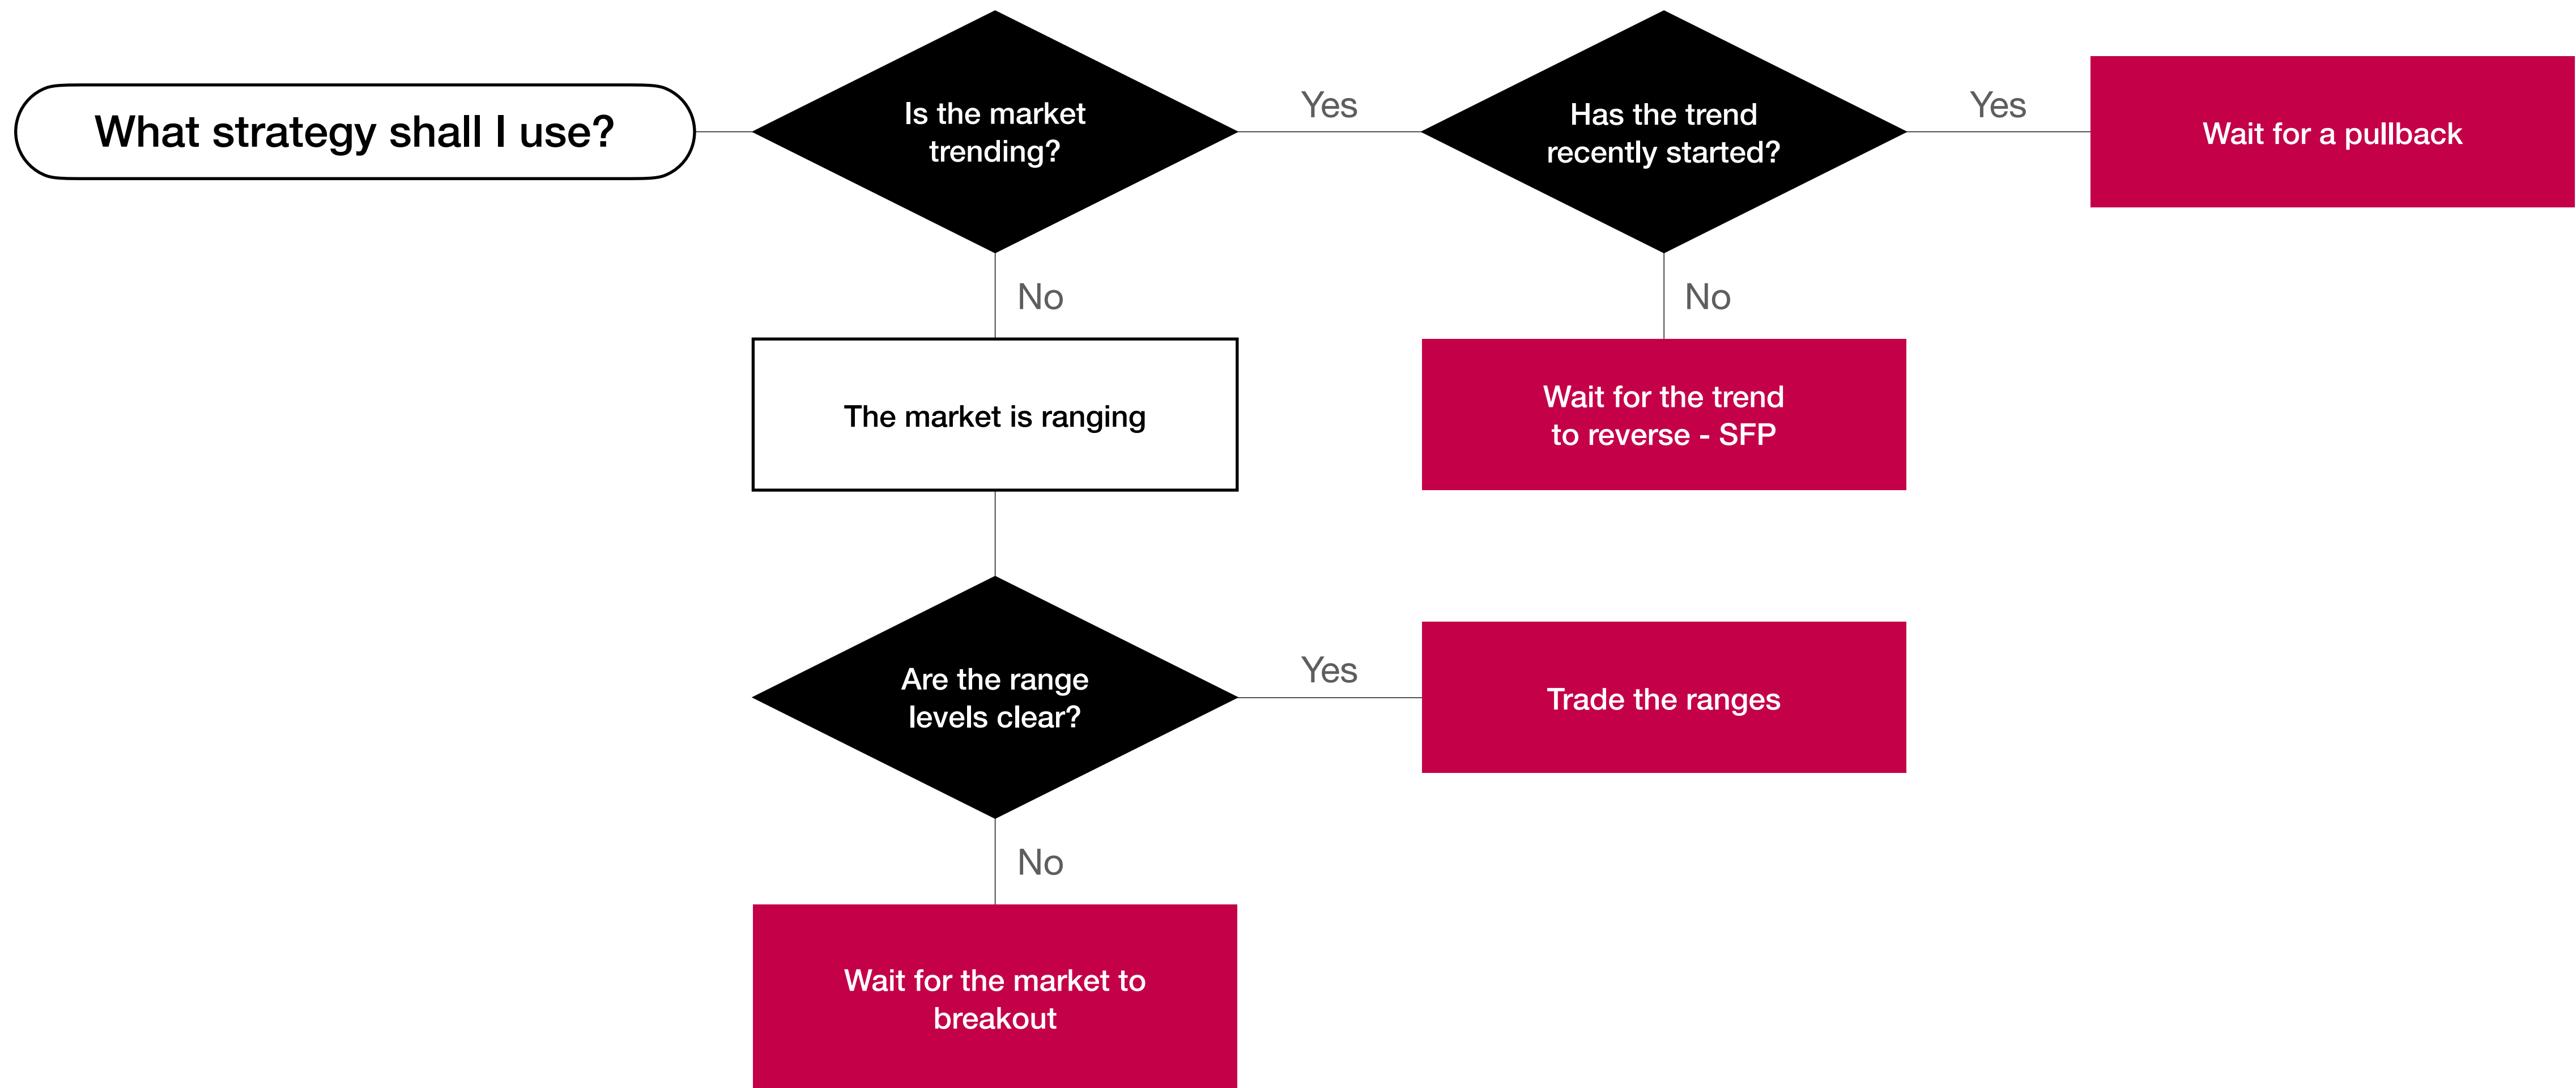 What strategy shall I use?
Is the market
trending?
Yes
Has the trend
recently started?
Yes
Wait for a pullback
No
No
The market is ranging
Wait for the trend
to reverse - SFP
Are the range
levels clear?
Yes
Trade the ranges
No
Wait for the market to
breakout